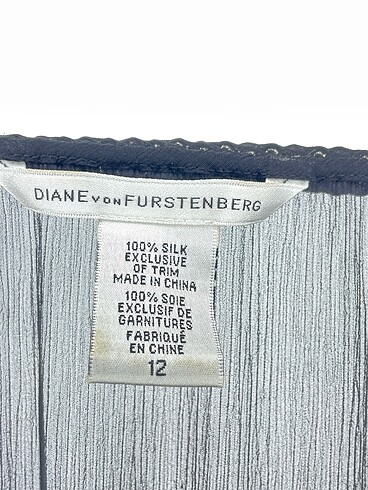 DIANE VON FURSTENBERG
100% SILK
EXCLUSIVE
OF TRIM
MADE IN CHINA
100% SOIE
EXCLUSIF DE
GARNITURES
FABRIQUÉ
EN CHINE
12